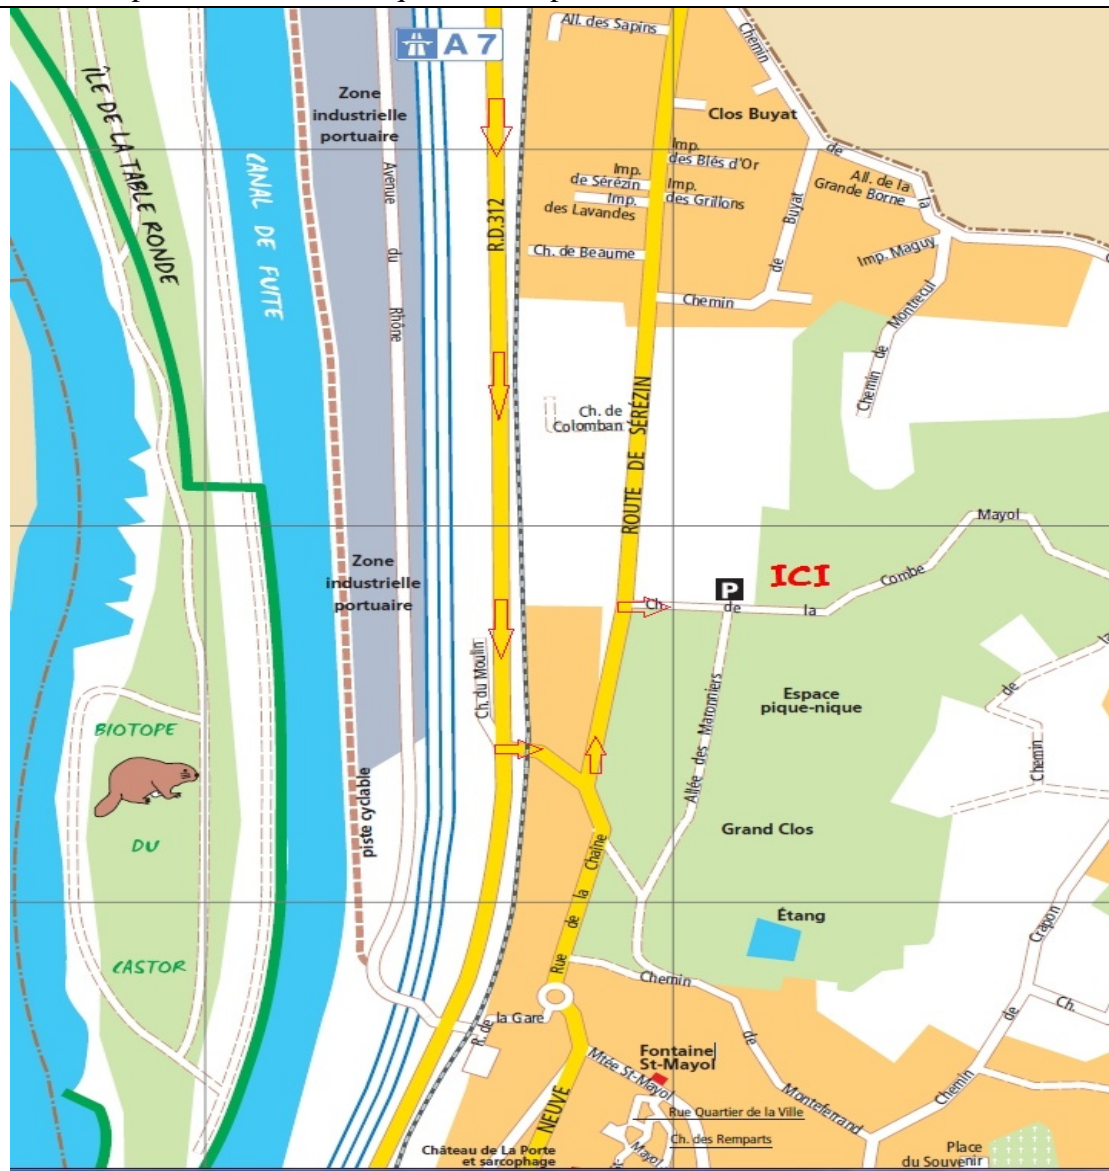 All. des Sapins
Chemin
A 7
Zone
industrielle
portuaire
ÎLE DE LA TABLE RONDE
CANAL DE FUITE
Avenue du Rhône
R.D.312
Clos Buyat
Imp.
des Blés d'Or
Imp.
de Sérézin
Imp.
des Lavandes
Imp.
des Grillons
de
All. de la
Grande Borne
la
Buyat
de
Chemin
Ch. de Beaume
Imp. Maguy
Chemin de Montrecul
Ch. de
Colomban
ROUTE DE SÉRÉZIN
Mayol
Combe
la
de
Ch.
P
ICI
Zone
industrielle
portuaire
Ch. du Moulin
Allée des Maronniers
Espace
pique-nique
la
de
Chemin
BIOTOPE
DU
CASTOR
piste cyclable
Grand Clos
Rue de la Chaîne
Étang
Crapon
de
Chemin
Ch.
Chemin
de
Monteferrand
R. de la Gare
Fontaine
St-Mayol
Mtée St-Mayol
NEUVE
Rue Quartier de la Ville
Ch. des Remparts
Mayol
Château de La Porte
et sarcophage
Place
du Souvenir